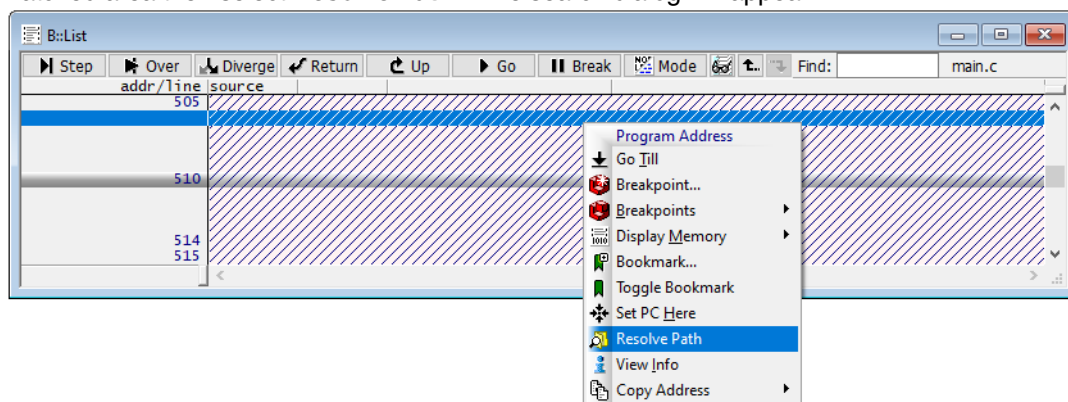 B::List
Step Over Diverge Return Up Go Break Mode t.. Find: main.c
addr/line source
505
Program Address
Go Till
510 Breakpoint...
Breakpoints
514 Display Memory
515 Bookmark...
Toggle Bookmark
Set PC Here
Resolve Path
View Info
Copy Address